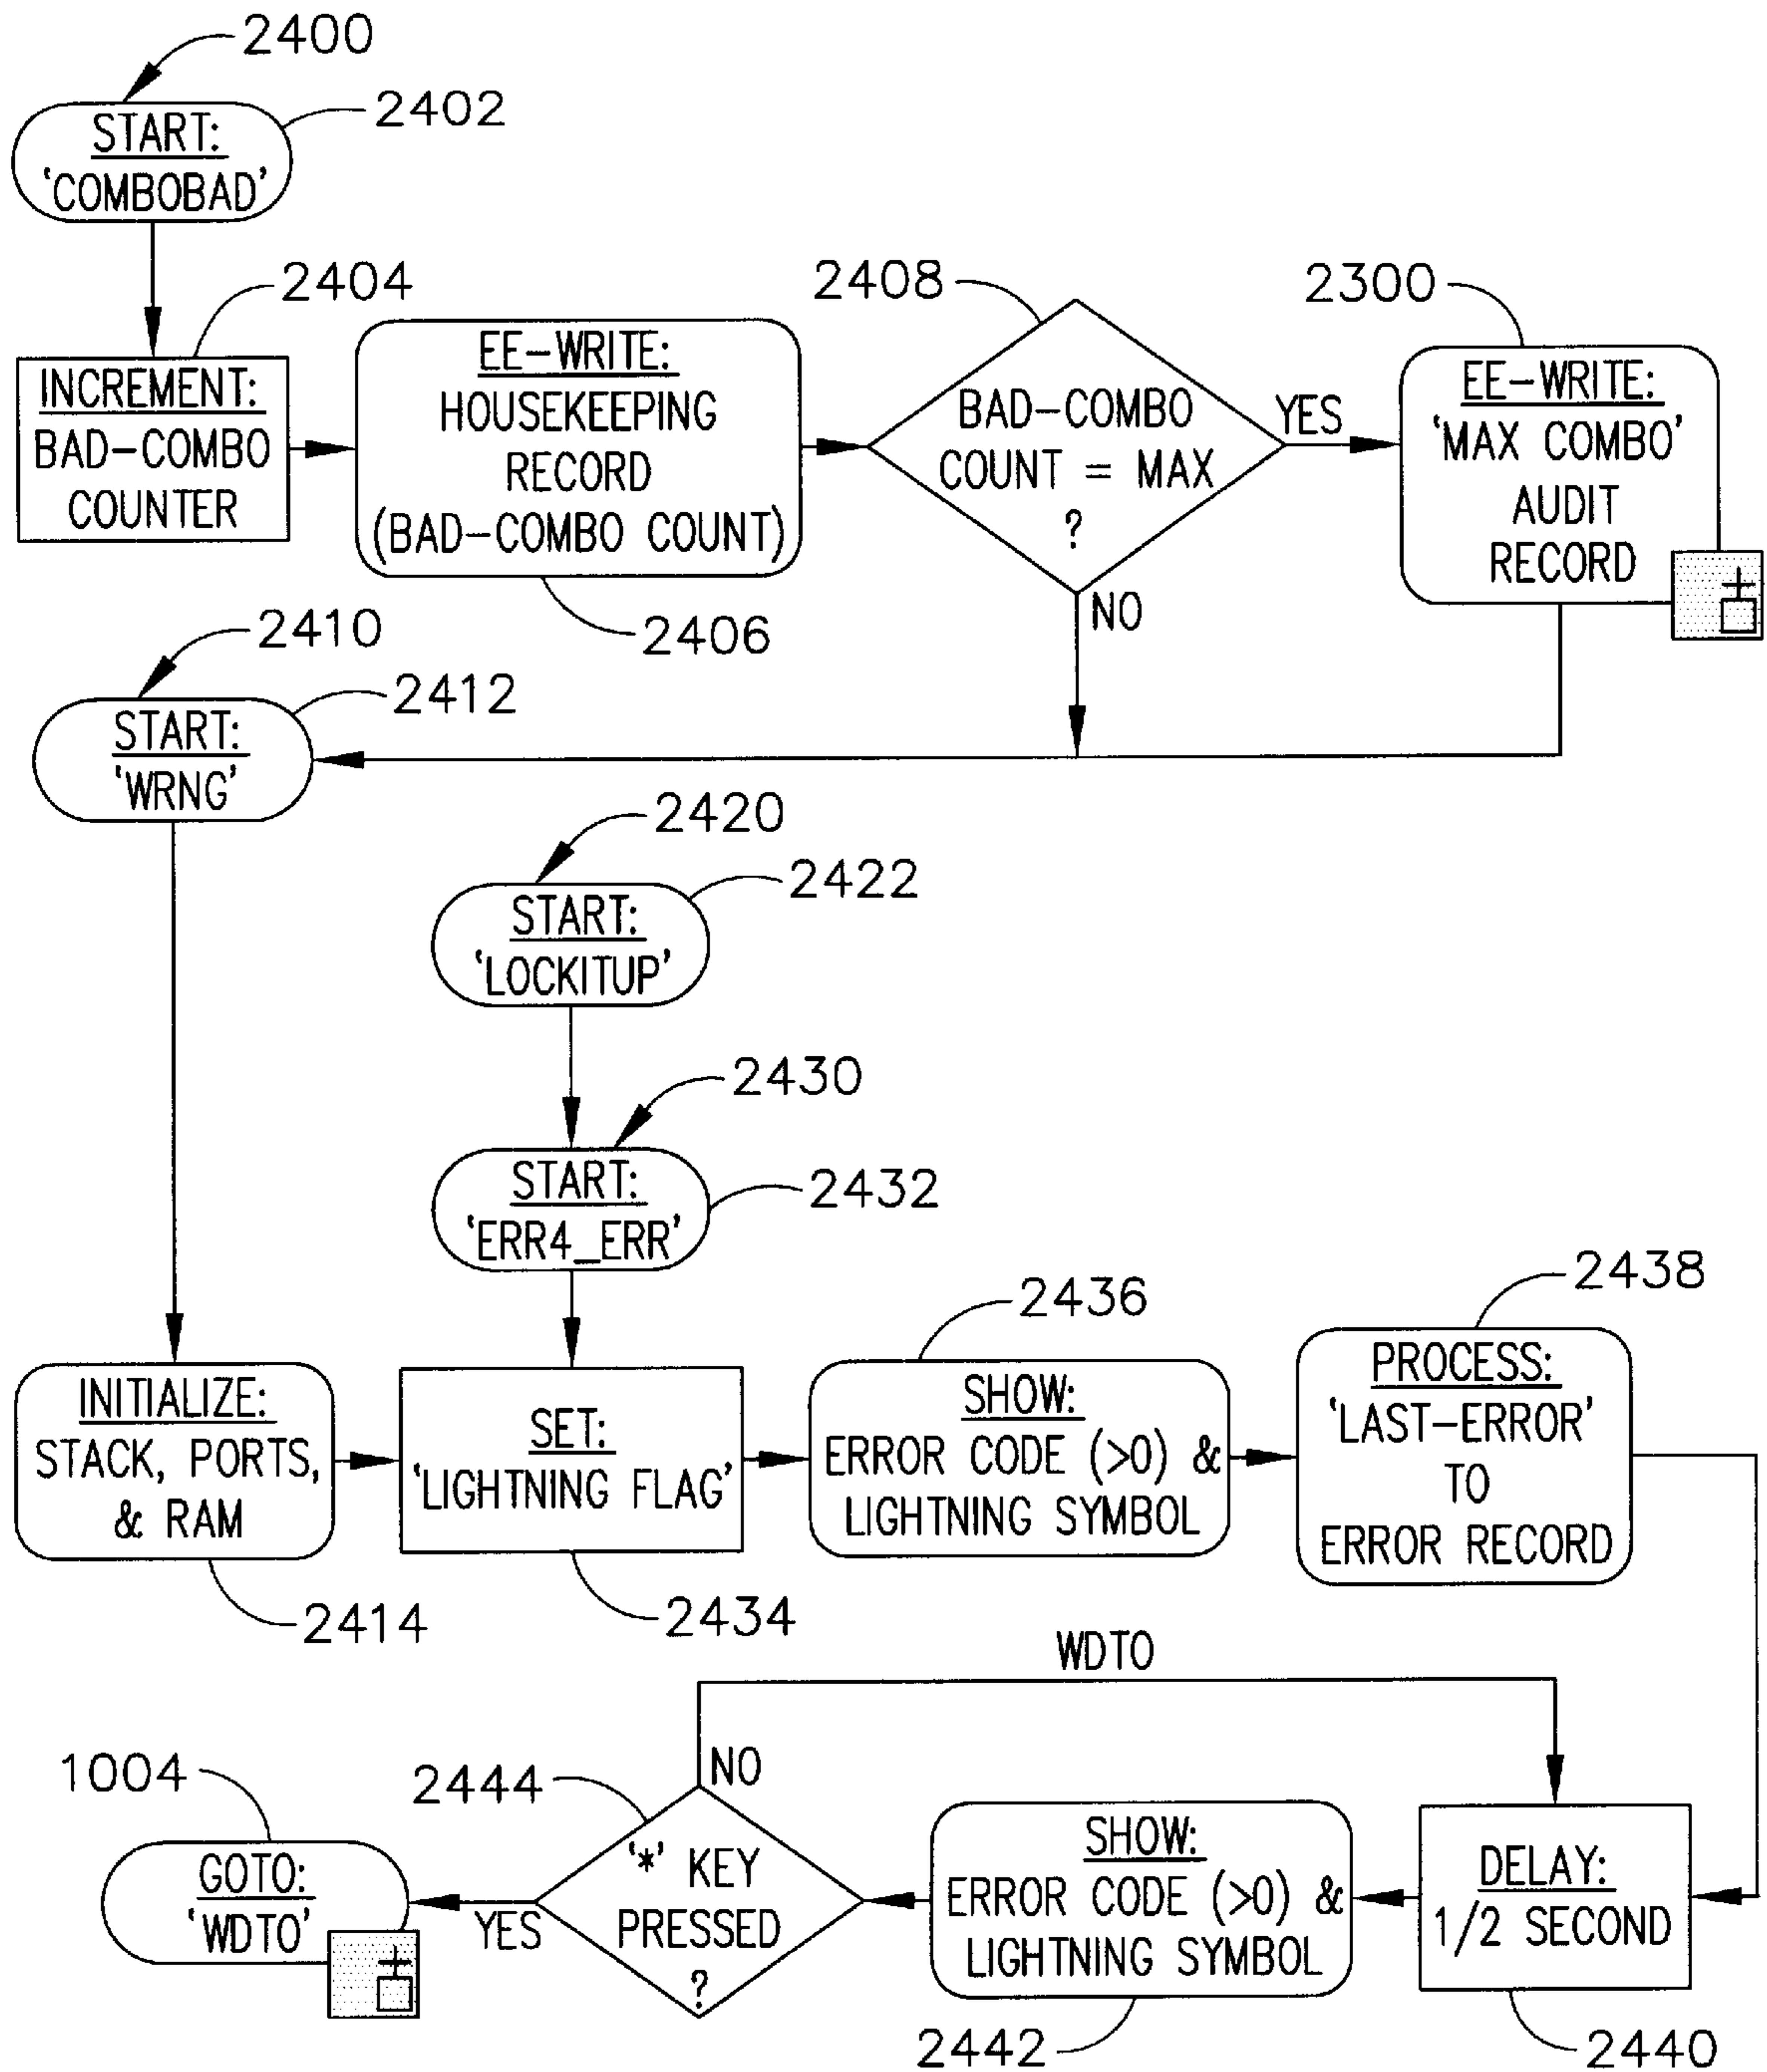 2400
2402
START:
'COMBOBAD'
2404
INCREMENT:
BAD-COMBO
COUNTER
EE-WRITE:
HOUSEKEEPING
RECORD
(BAD-COMBO COUNT)
2406
2408
BAD-COMBO
COUNT = MAX
?
YES
NO
2300
EE-WRITE:
'MAX COMBO'
AUDIT
RECORD
2410
2412
START:
'WRNG'
2420
2422
START:
'LOCKITUP'
2430
START:
'ERR4_ERR'
2432
INITIALIZE:
STACK, PORTS,
& RAM
2414
SET:
'LIGHTNING FLAG'
2434
2436
SHOW:
ERROR CODE (>0) &
LIGHTNING SYMBOL
2438
PROCESS:
'LAST-ERROR'
TO
ERROR RECORD
WDTO
NO
1004
GOTO:
'WDTO'
YES
2444
'*' KEY
PRESSED
?
SHOW:
ERROR CODE (>0) &
LIGHTNING SYMBOL
2442
DELAY:
1/2 SECOND
2440